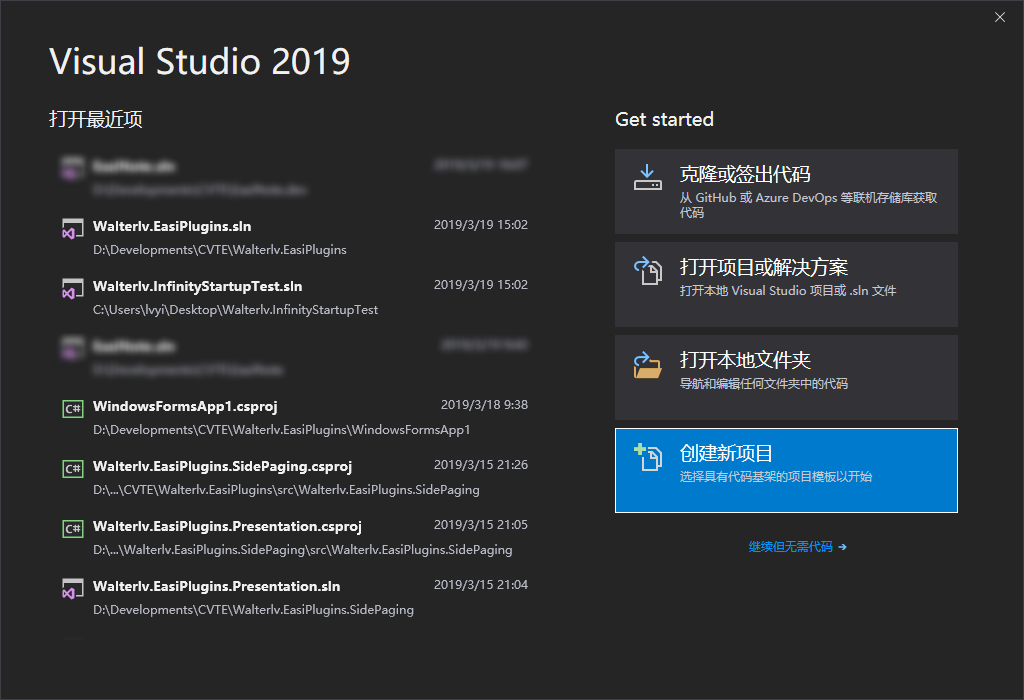 Visual Studio 2019
打开最近项
Walterlv.EasiPlugins.sln
2019/3/19 15:02
D:\Developments\CVTE\Walterlv.EasiPlugins
Walterlv.InfinityStartupTest.sln
2019/3/19 15:02
C:\Users\lvyi\Desktop\Walterlv.InfinityStartupTest
C#
WindowsFormsApp1.csproj
2019/3/18 9:38
D:\Developments\CVTE\Walterlv.EasiPlugins\WindowsFormsApp1
C#
Walterlv.EasiPlugins.SidePaging.csproj
2019/3/15 21:26
D:\...\CVTE\Walterlv.EasiPlugins\src\Walterlv.EasiPlugins.SidePaging
C#
Walterlv.EasiPlugins.Presentation.csproj
2019/3/15 21:05
D:\...\Walterlv.EasiPlugins.SidePaging\src\Walterlv.EasiPlugins.SidePaging
Walterlv.EasiPlugins.Presentation.sln
2019/3/15 21:04
D:\Developments\CVTE\Walterlv.EasiPlugins.SidePaging
Get started
克隆或签出代码
从 GitHub 或 Azure DevOps 等联机存储库获取
代码
打开项目或解决方案
打开本地 Visual Studio 项目或 .sln 文件
打开本地文件夹
导航和编辑任何文件夹中的代码
创建新项目
选择具有代码基架的项目模板以开始
继续但无需代码 →